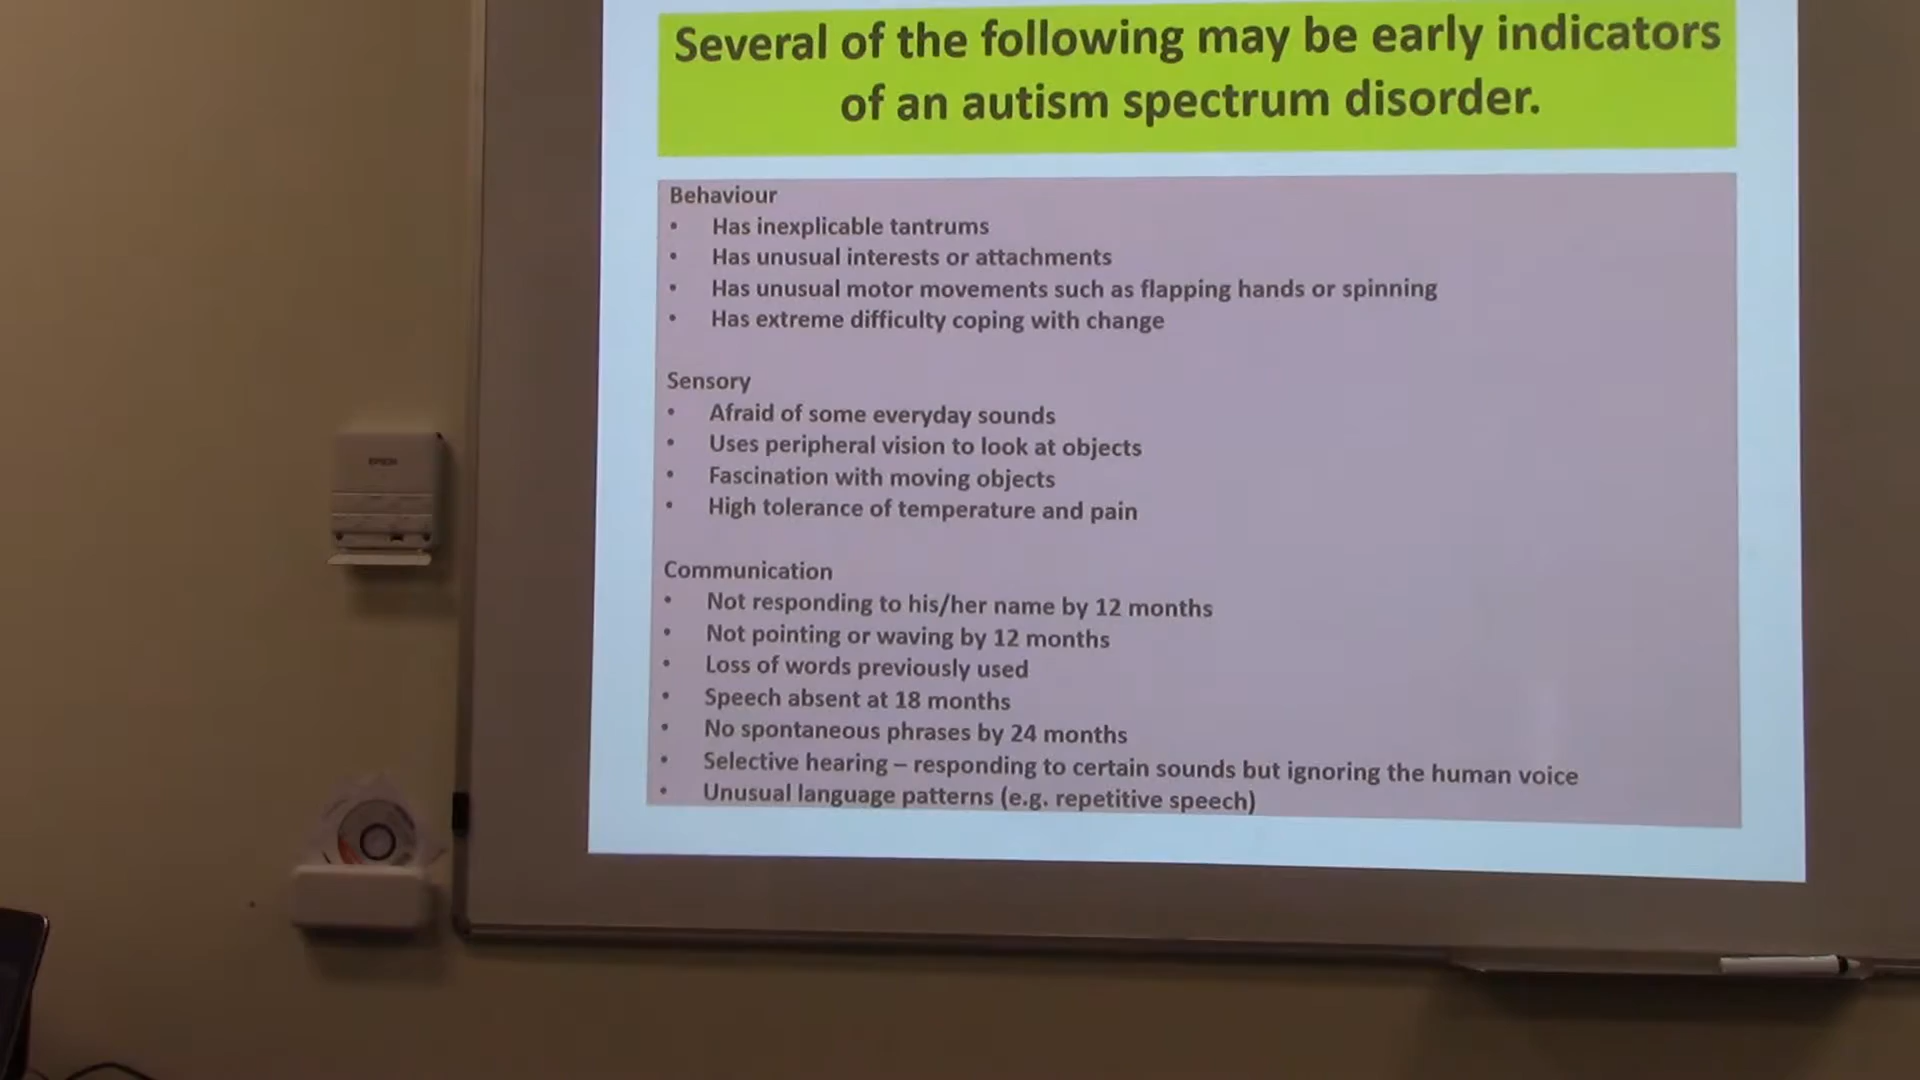 Several of the following may be early indicators
of an autism spectrum disorder.
Behaviour
• Has inexplicable tantrums
• Has unusual interests or attachments
• Has unusual motor movements such as flapping hands or spinning
• Has extreme difficulty coping with change
Sensory
• Afraid of some everyday sounds
• Uses peripheral vision to look at objects
• Fascination with moving objects
• High tolerance of temperature and pain
Communication
• Not responding to his/her name by 12 months
• Not pointing or waving by 12 months
• Loss of words previously used
• Speech absent at 18 months
• No spontaneous phrases by 24 months
• Selective hearing – responding to certain sounds but ignoring the human voice
• Unusual language patterns (e.g. repetitive speech)
EPSON